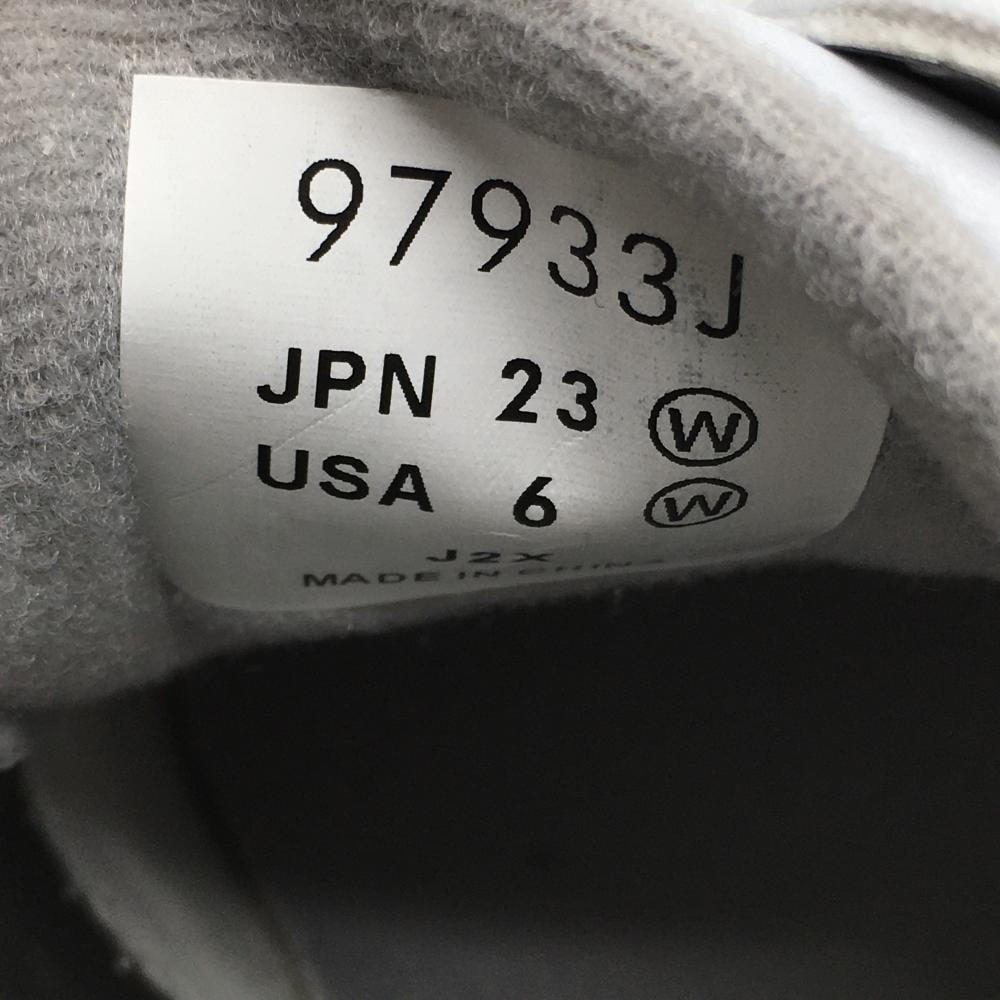 97933J
JPN 23 W
USA 6 W
J2X
MADE IN CHINA